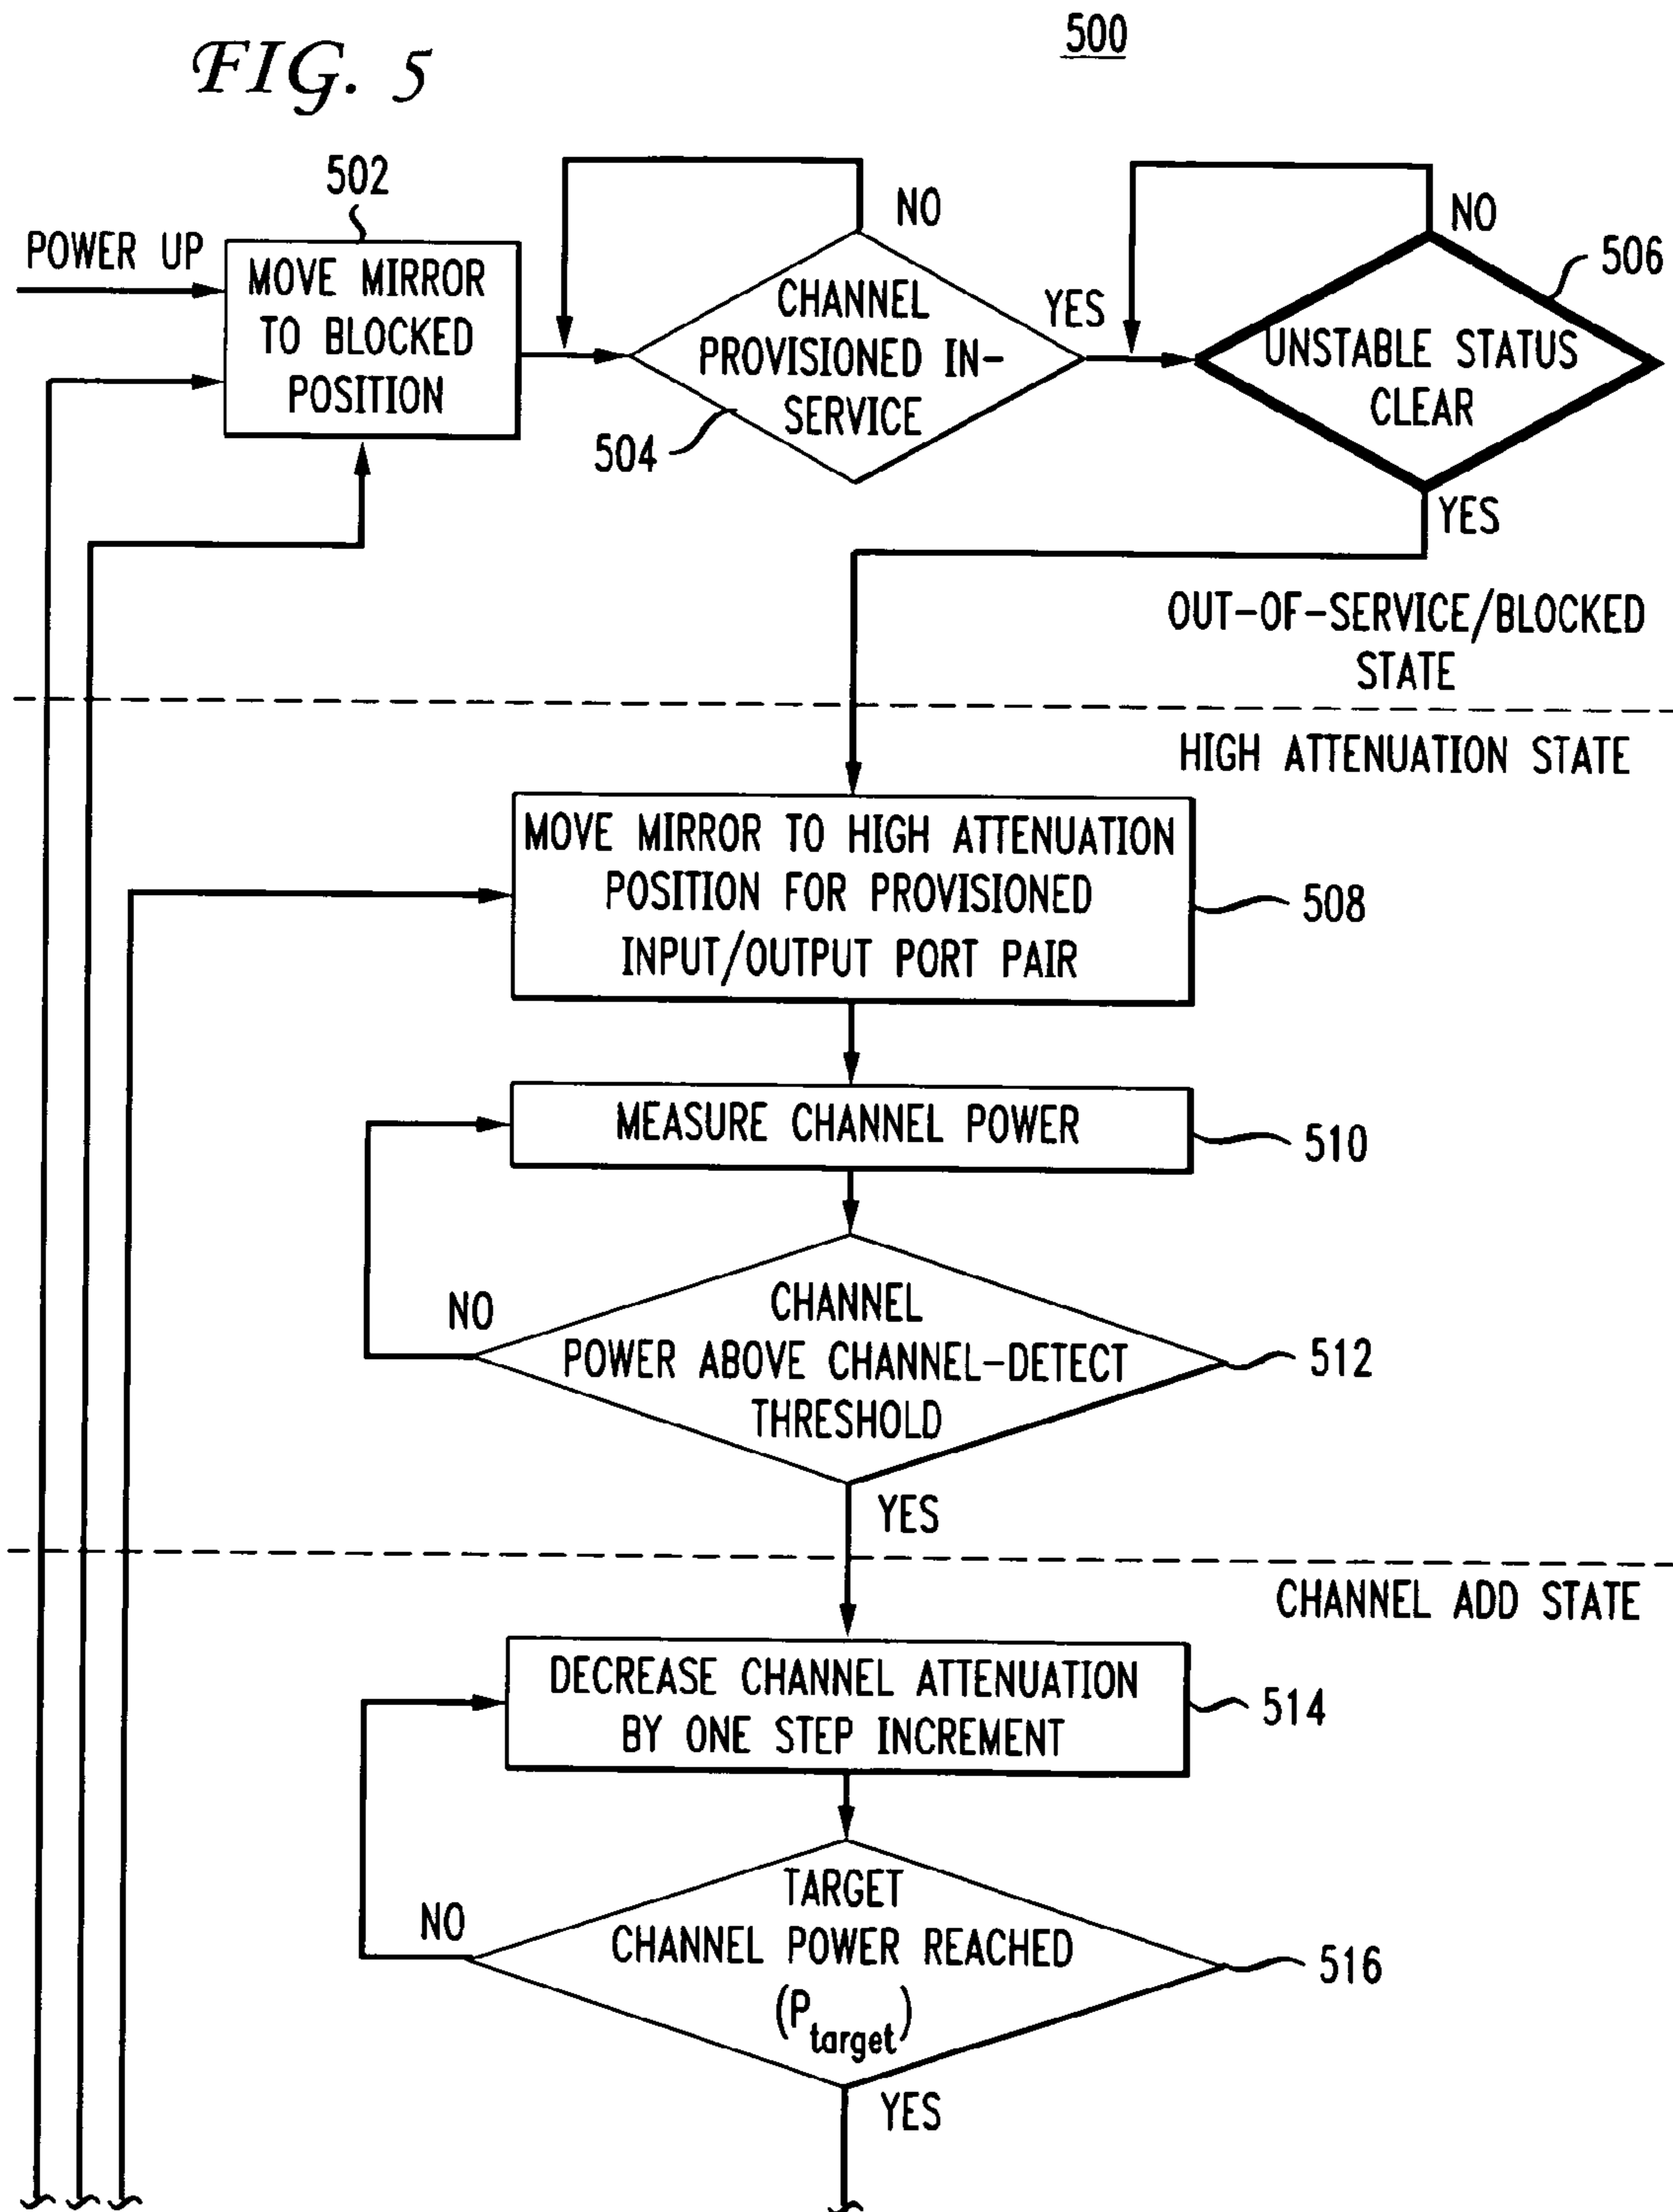 FIG. 5
500
502
POWER UP
MOVE MIRROR
TO BLOCKED
POSITION
NO
CHANNEL
PROVISIONED IN-
SERVICE
504
YES
NO
506
UNSTABLE STATUS
CLEAR
YES
OUT-OF-SERVICE/BLOCKED
STATE
HIGH ATTENUATION STATE
MOVE MIRROR TO HIGH ATTENUATION
POSITION FOR PROVISIONED
INPUT/OUTPUT PORT PAIR
508
MEASURE CHANNEL POWER
510
NO
CHANNEL
POWER ABOVE CHANNEL-DETECT
THRESHOLD
512
YES
CHANNEL ADD STATE
DECREASE CHANNEL ATTENUATION
BY ONE STEP INCREMENT
514
NO
TARGET
CHANNEL POWER REACHED
(Ptarget)
516
YES